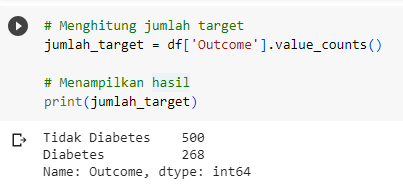 # Menghitung jumlah target
jumlah_target = df['Outcome'].value_counts()
# Menampilkan hasil
print(jumlah_target)
Tidak Diabetes    500
Diabetes          268
Name: Outcome, dtype: int64